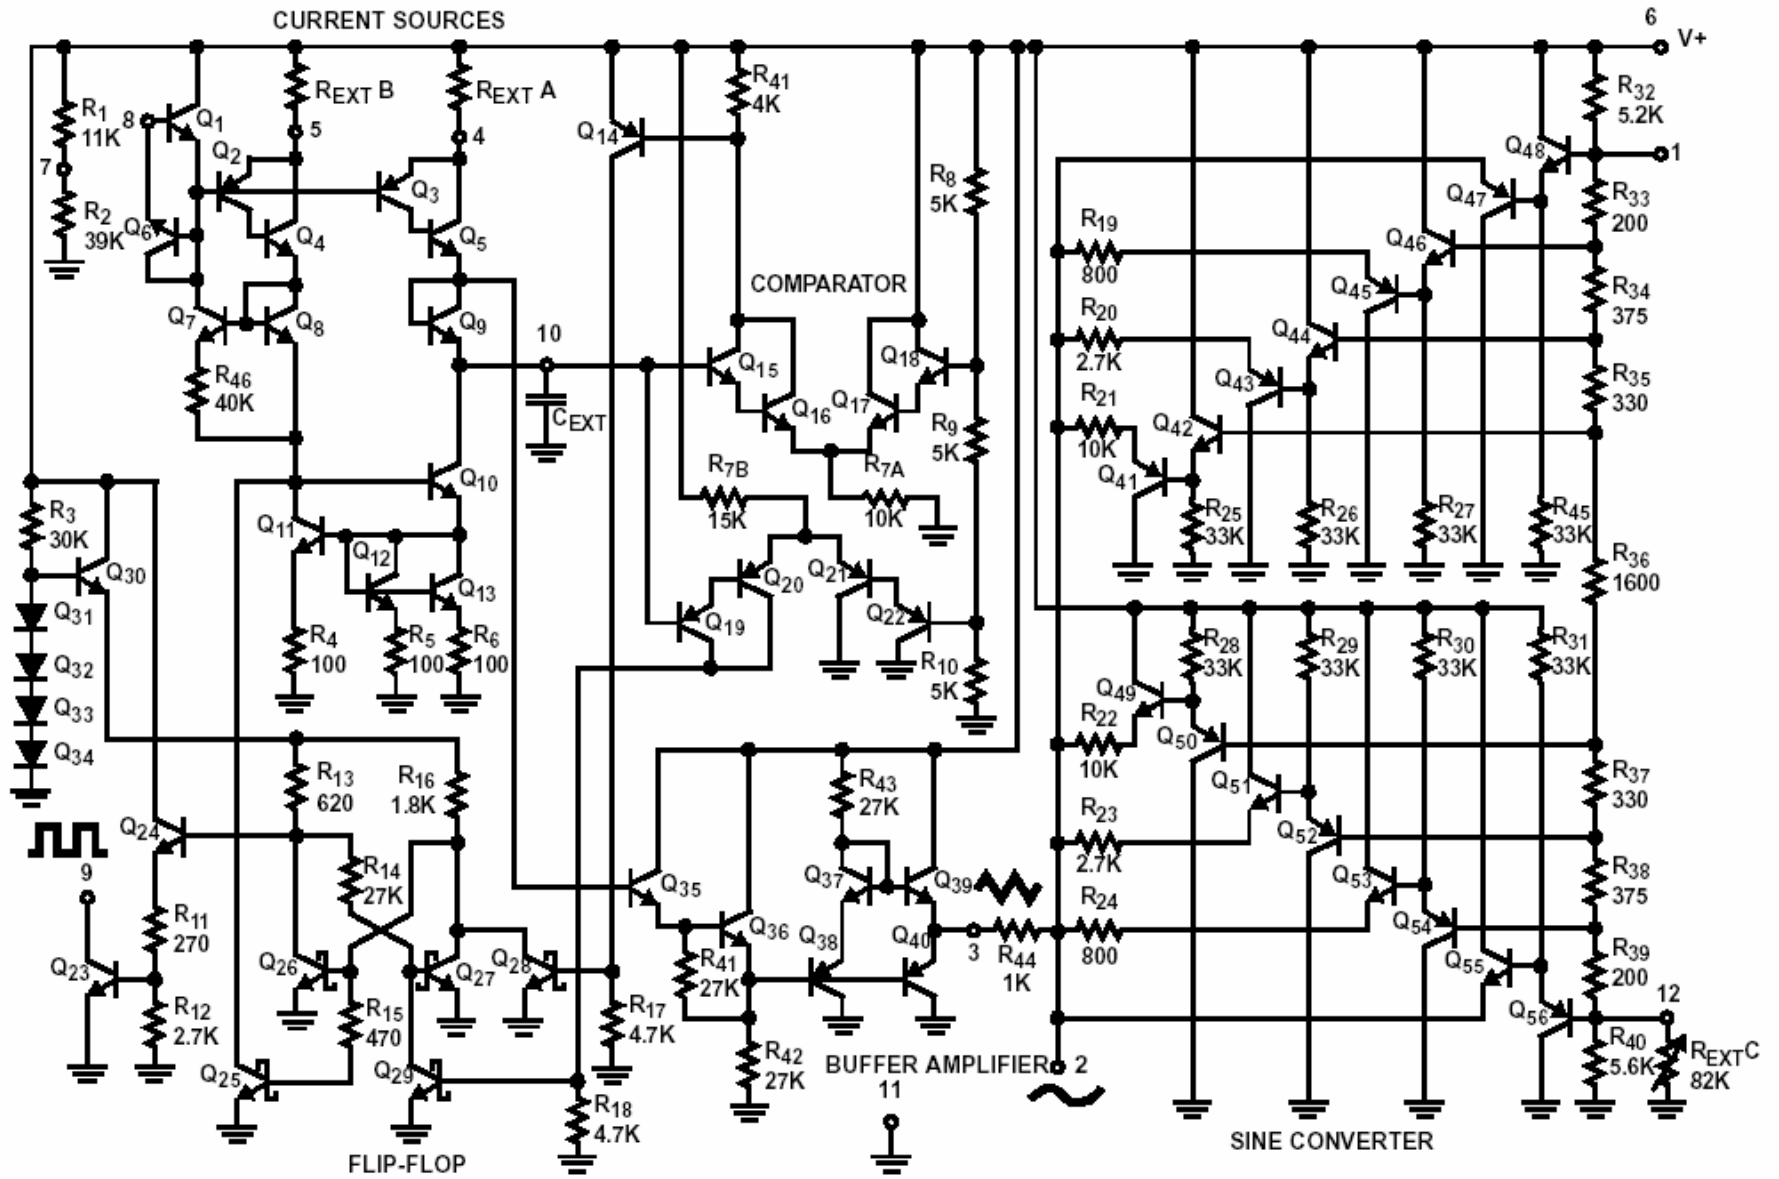 CURRENT SOURCES
6
V+
R1
11K
8
Q1
REXT B
5
REXT A
4
7
R2
39K
Q2
Q3
Q6
Q4
Q5
Q7
Q8
Q9
R46
40K
10
CEXT
Q14
R41
4K
COMPARATOR
R8
5K
Q15
Q16
Q17
Q18
R9
5K
R7B
15K
R7A
10K
Q10
Q11
Q12
Q13
R4
100
R5
100
R6
100
R3
30K
Q30
Q31
Q32
Q33
Q34
Q19
Q20
Q21
Q22
R10
5K
R32
5.2K
1
Q48
Q47
R33
200
R19
800
Q46
Q45
R34
375
R20
2.7K
Q44
Q43
R35
330
R21
10K
Q42
Q41
R25
33K
R26
33K
R27
33K
R45
33K
R36
1600
R28
33K
R29
33K
R30
33K
R31
33K
Q49
R22
10K
Q50
Q51
R37
330
R23
2.7K
Q52
Q53
R38
375
R24
800
Q54
Q55
R39
200
Q56
12
R40
5.6K
REXTC
82K
R13
620
R16
1.8K
Q24
9
R14
27K
R11
270
Q23
R12
2.7K
Q26
Q27
Q28
R15
470
Q25
Q29
R17
4.7K
R18
4.7K
Q35
Q36
R41
27K
R42
27K
R43
27K
Q37
Q38
Q39
Q40
3
R44
1K
BUFFER AMPLIFIER
2
11
FLIP-FLOP
SINE CONVERTER